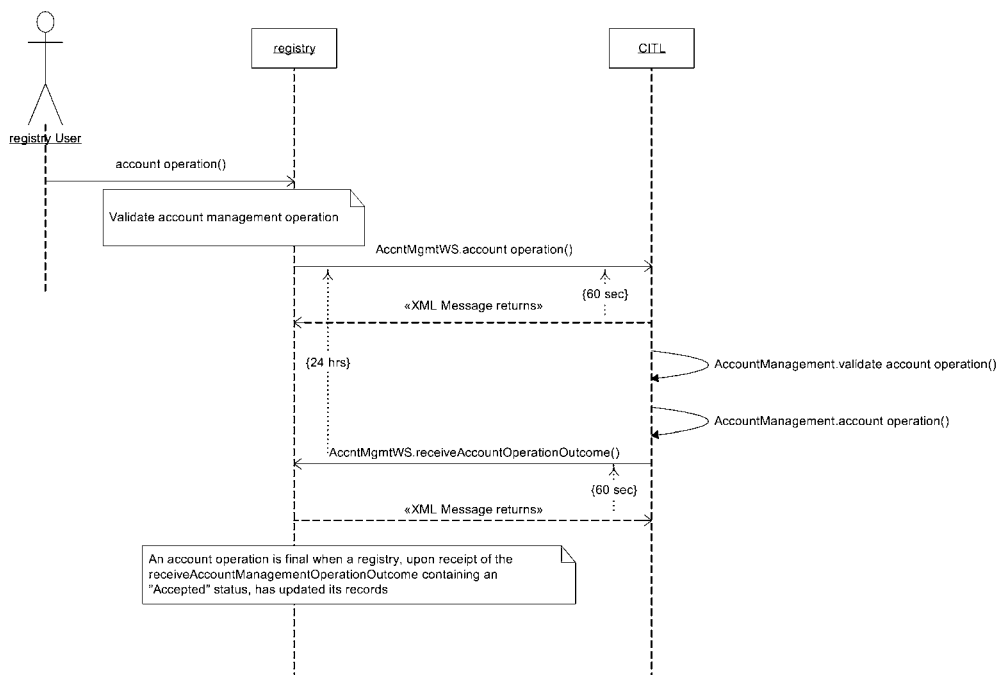 registry
CITL
registry User
account operation()
Validate account management operation
AccntMgmtWS.account operation()
{60 sec}
«XML Message returns»
{24 hrs}
AccountManagement.validate account operation()
AccountManagement.account operation()
AccntMgmtWS.receiveAccountOperationOutcome()
{60 sec}
«XML Message returns»
An account operation is final when a registry, upon receipt of the
receiveAccountManagementOperationOutcome containing an
"Accepted" status, has updated its records